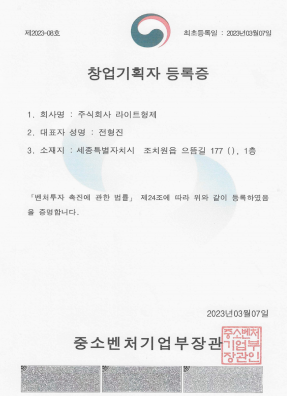 제2023-08호
최초등록일 : 2023년03월07일
창업기획자 등록증
1. 회사명 : 주식회사 라이트형제
2. 대표자 성명 : 전형진
3. 소재지 : 세종특별자치시 조치원읍 으뜸길 177 (), 1층
「벤처투자 촉진에 관한 법률」 제24조에 따라 위와 같이 등록하였음
을 증명합니다.
2023년03월07일
중소벤처기업부장관
중소벤처
기업부
장관인